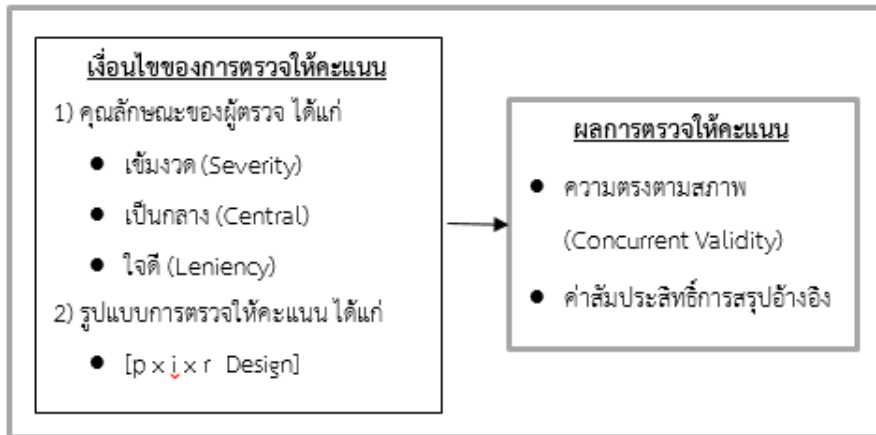 เงื่อนไขของการตรวจให้คะแนน
1) คุณลักษณะของผู้ตรวจ ได้แก่
● เข้มงวด (Severity)
● เป็นกลาง (Central)
● ใจดี (Leniency)
2) รูปแบบการตรวจให้คะแนน ได้แก่
● [p x i x r Design]
ผลการตรวจให้คะแนน
● ความตรงตามสภาพ
(Concurrent Validity)
● ค่าสัมประสิทธิ์การสรุปอ้างอิง